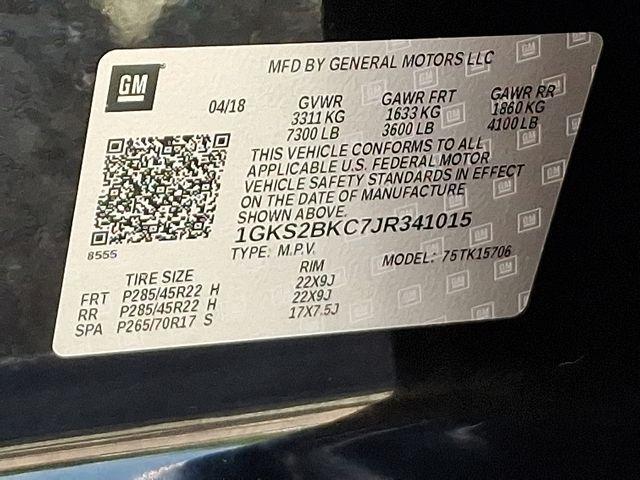 GM
MFD BY GENERAL MOTORS LLC
04/18 GVWR GAWR FRT GAWR RR
3311 KG 1633 KG 1860 KG
7300 LB 3600 LB 4100 LB
THIS VEHICLE CONFORMS TO ALL
APPLICABLE U.S. FEDERAL MOTOR
VEHICLE SAFETY STANDARDS IN EFFECT
ON THE DATE OF MANUFACTURE
SHOWN ABOVE.
8555
1GKS2BKC7JR341015
TYPE: M.P.V. MODEL: 75TK15706
TIRE SIZE RIM
FRT P285/45R22 H 22X9J
RR P285/45R22 H 22X9J
SPA P265/70R17 S 17X7.5J